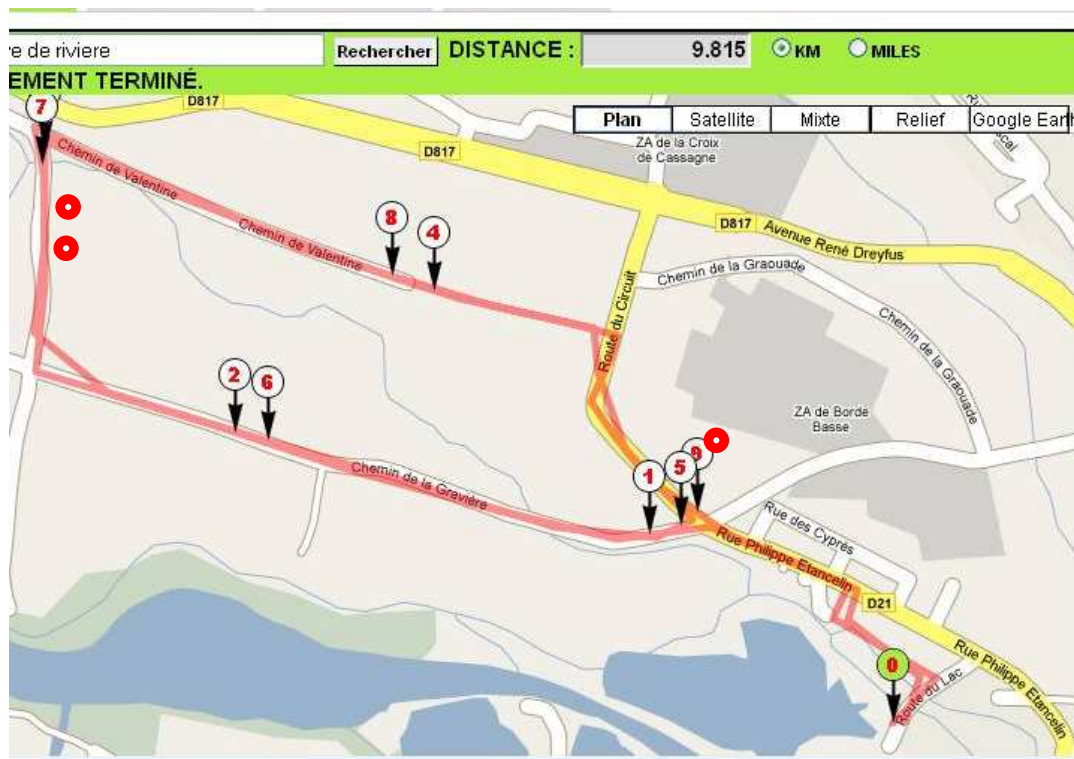 e de riviere Rechercher DISTANCE : 9.815 KM MILES
EMENT TERMINÉ.
D817
7
Plan Satellite Mixte Relief Google Eart
ZA de la Croix
de Cassagne
D817
Chemin de Valentine
8
4
Chemin de Valentine
D817 Avenue René Dreyfus
Chemin de la Graouade
Route du Circuit
Chemin de la Graouade
2
6
ZA de Borde
Basse
9
5
1
Chemin de la Gravière
Rue des Cyprés
Rue Philippe Etancelin
D21
Rue Philippe Etancelin
0
Route du Lac